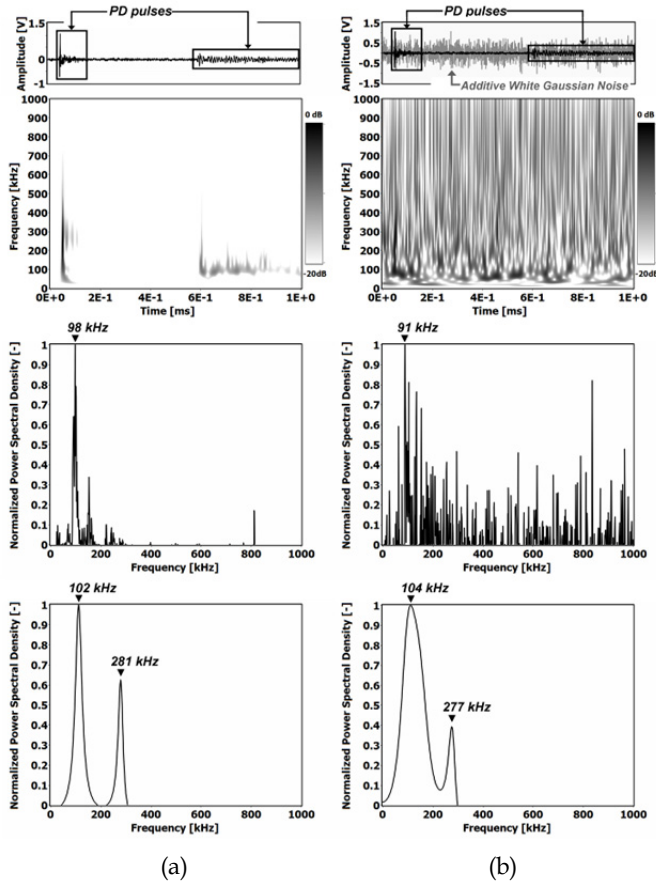 PD pulses
Amplitude [V]
1.5
0
-1
Frequency [kHz]
1000
900
800
700
600
500
400
300
200
100
0
0 dB
-20dB
0E+0 2E-1 4E-1 6E-1 8E-1 1E+0
Time [ms]
98 kHz
Normalized Power Spectral Density [-]
1
0.9
0.8
0.7
0.6
0.5
0.4
0.3
0.2
0.1
0
0 200 400 600 800 1000
Frequency [kHz]
102 kHz
281 kHz
Normalized Power Spectral Density [-]
1
0.9
0.8
0.7
0.6
0.5
0.4
0.3
0.2
0.1
0
0 200 400 600 800 1000
Frequency [kHz]
(a)
PD pulses
Amplitude [V]
1.5
0.5
-0.5
-1.5
Additive White Gaussian Noise
Frequency [kHz]
1000
900
800
700
600
500
400
300
200
100
0
0 dB
-20dB
0E+0 2E-1 4E-1 6E-1 8E-1 1E+0
Time [ms]
91 kHz
Normalized Power Spectral Density [-]
1
0.9
0.8
0.7
0.6
0.5
0.4
0.3
0.2
0.1
0
0 200 400 600 800 1000
Frequency [kHz]
104 kHz
277 kHz
Normalized Power Spectral Density [-]
1
0.9
0.8
0.7
0.6
0.5
0.4
0.3
0.2
0.1
0
0 200 400 600 800 1000
Frequency [kHz]
(b)